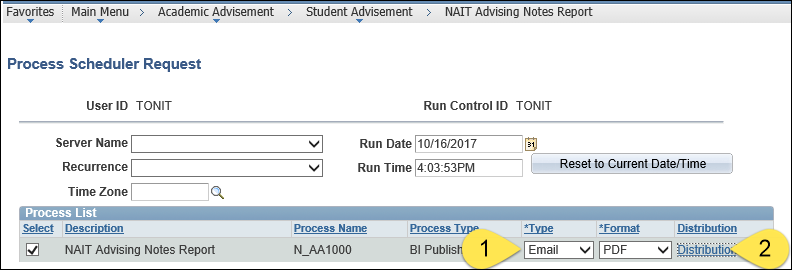 Favorites Main Menu > Academic Advisement > Student Advisement > NAIT Advising Notes Report
Process Scheduler Request
User ID TONIT Run Control ID TONIT
Server Name Run Date 10/16/2017 31
Recurrence Run Time 4:03:53PM Reset to Current Date/Time
Time Zone
Process List
Select Description Process Name Process Type *Type *Format Distribution
NAIT Advising Notes Report N_AA1000 BI Publish 1 Email PDF Distribution 2